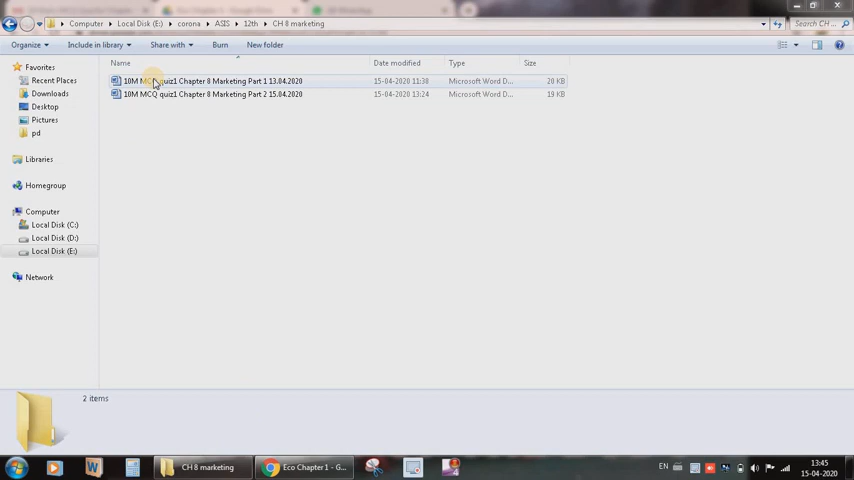 Computer ▸ Local Disk (E:) ▸ corona ▸ ASIS ▸ 12th ▸ CH 8 marketing
Search CH ...
Organize Include in library Share with Burn New folder
Name Date modified Type Size
10M MCQ quiz1 Chapter 8 Marketing Part 1 13.04.2020 15-04-2020 11:38 Microsoft Word D... 20 KB
10M MCQ quiz1 Chapter 8 Marketing Part 2 15.04.2020 15-04-2020 13:24 Microsoft Word D... 19 KB
Favorites
Recent Places
Downloads
Desktop
Pictures
pd
Libraries
Homegroup
Computer
Local Disk (C:)
Local Disk (D:)
Local Disk (E:)
Network
2 items
CH 8 marketing
Eco Chapter 1 - G...
EN
13:45
15-04-2020